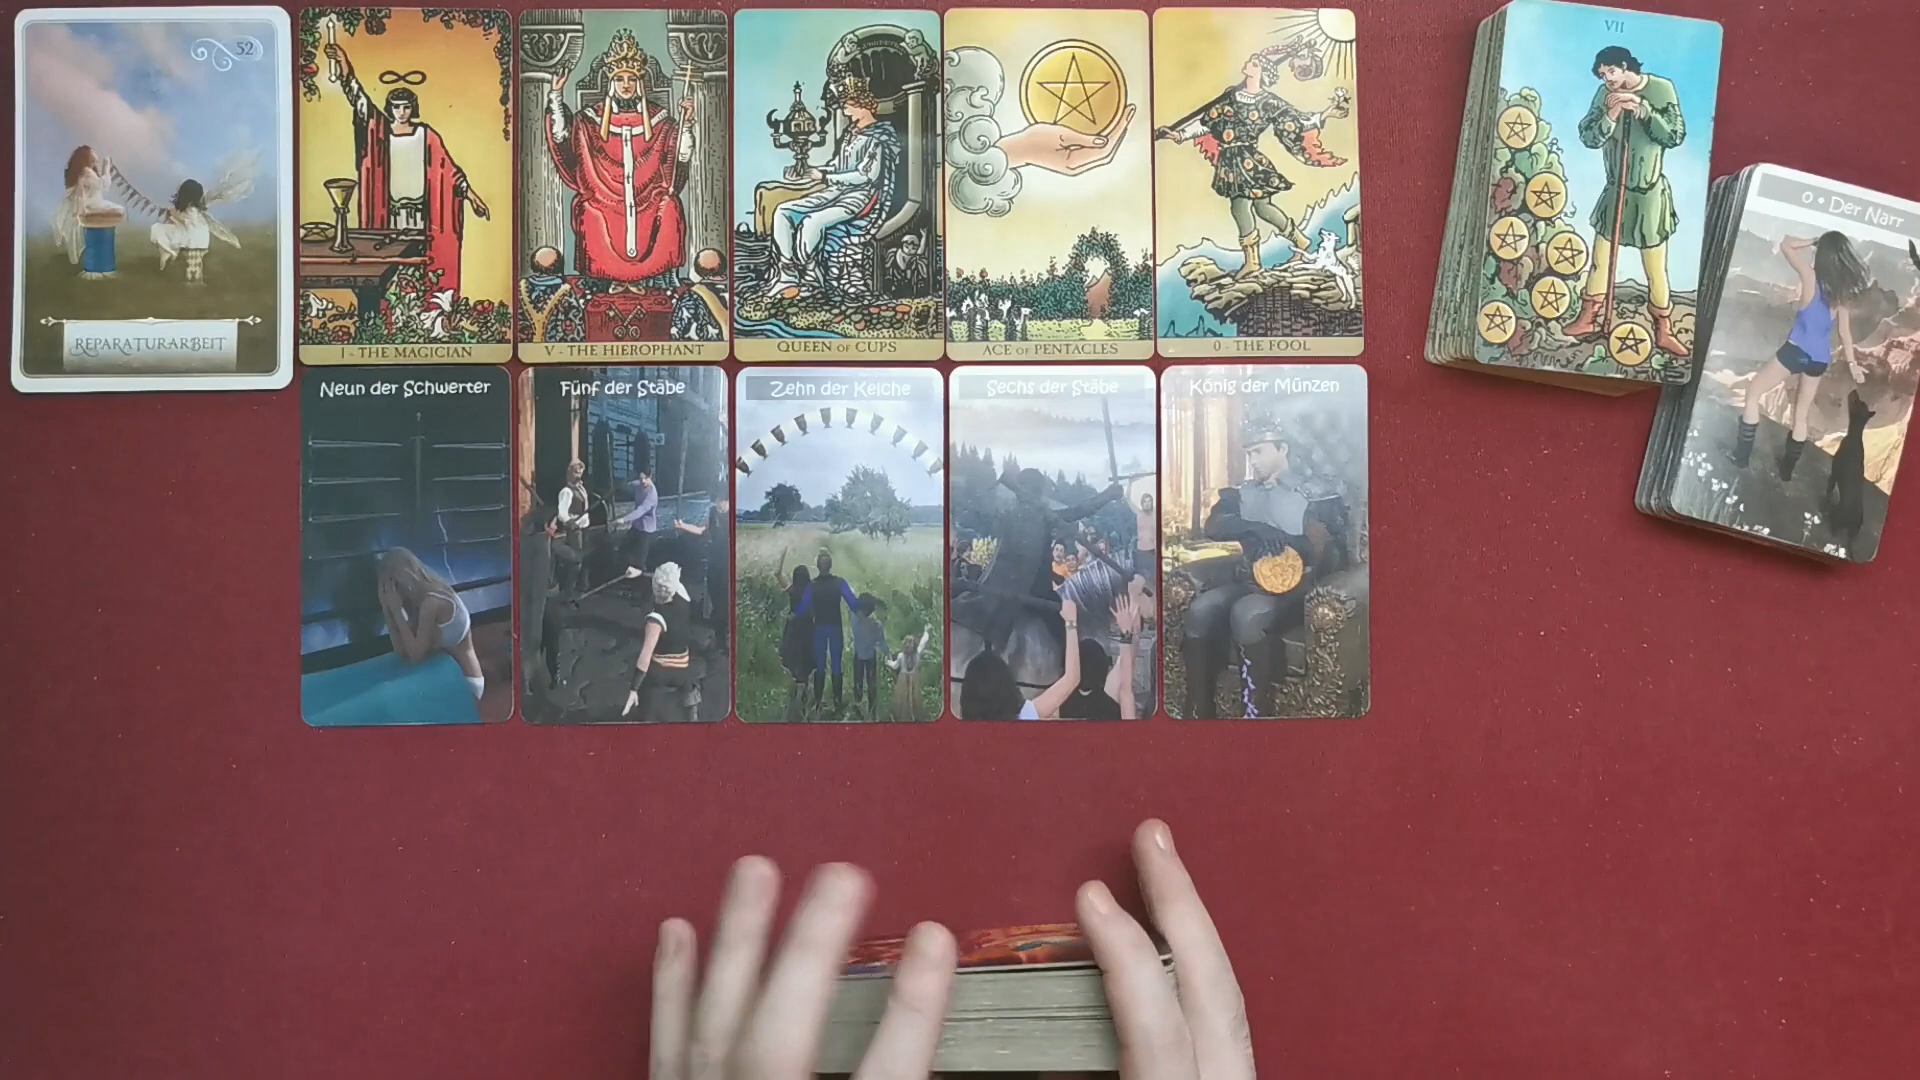 52
REPARATURARBEIT
I - THE MAGICIAN
V - THE HIEROPHANT
QUEEN OF CUPS
ACE OF PENTACLES
0 - THE FOOL
VII
0 • Der Narr
Neun der Schwerter
Fünf der Stäbe
Zehn der Kelche
Sechs der Stäbe
König der Münzen